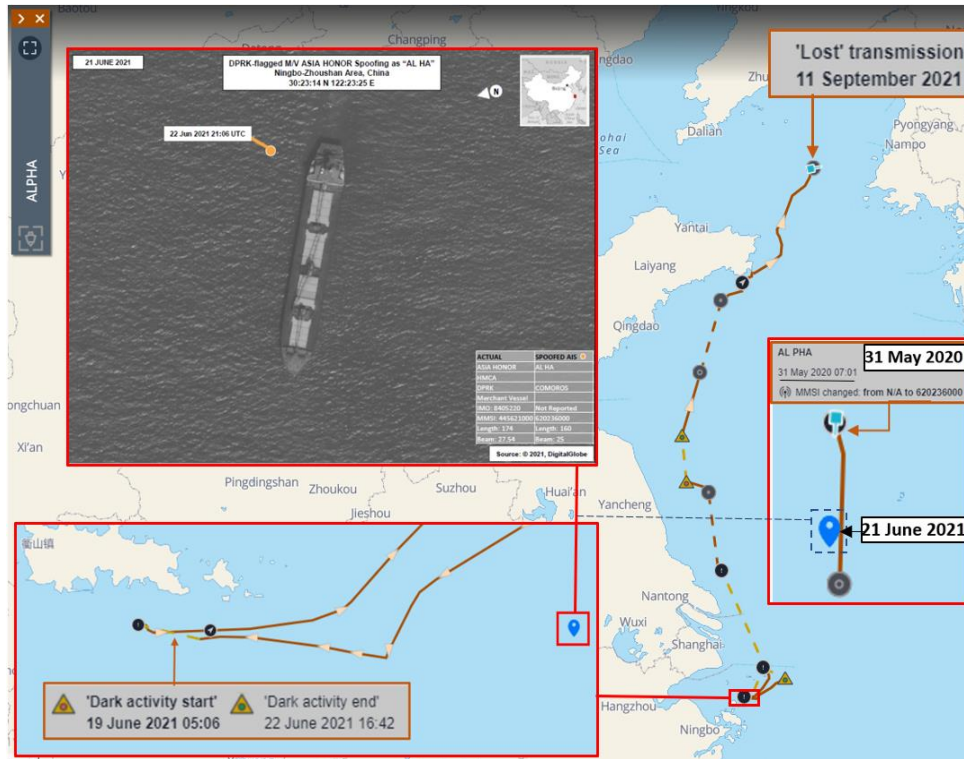 Baotou
Changping
21 JUNE 2021
DPRK-flagged M/V ASIA HONOR Spoofing as "AL HA"
Ningbo-Zhoushan Area, China
30:23:14 N 122:23:25 E
N
22 Jun 2021 21:06 UTC
ALPHA
ACTUAL SPOOFED AIS
ASIA HONOR AL HA
HMCA
DPRK COMOROS
Merchant Vessel
IMO: 8405220 Not Reported
MMSI: 445621000 620236000
Length: 174 Length: 160
Beam: 27.54 Beam: 25
Source: © 2021, DigitalGlobe
'Lost' transmission
11 September 2021
Dalian
Pyongyang
Nampo
ohai
Sea
Yantai
Laiyang
Qingdao
AL PHA
31 May 2020 07:01
MMSI changed: from N/A to 620236000
31 May 2020
21 June 2021
ongchuan
Xi'an
Pingdingshan
Zhoukou
Jieshou
Suzhou
Huai'an
Yancheng
Nantong
Wuxi
Shanghai
Hangzhou
Ningbo
衢山镇
'Dark activity start'
19 June 2021 05:06
'Dark activity end'
22 June 2021 16:42